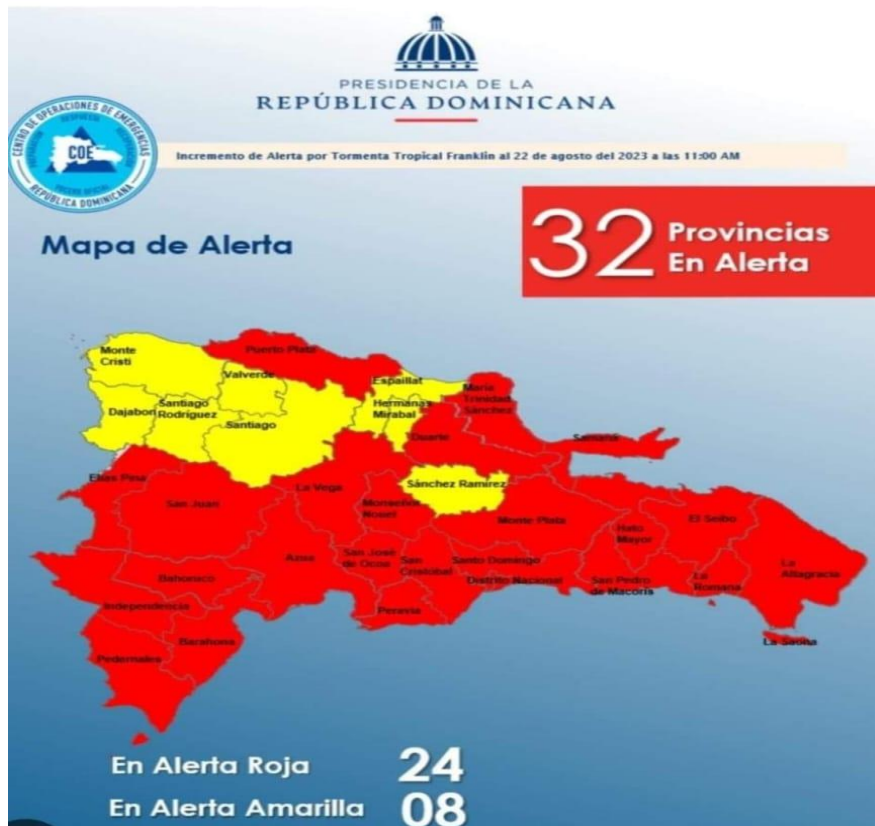 PRESIDENCIA DE LA
REPÚBLICA DOMINICANA
CENTRO DE OPERACIONES DE EMERGENCIAS
COE
REPÚBLICA DOMINICANA
Incremento de Alerta por Tormenta Tropical Franklin al 22 de agosto del 2023 a las 11:00 AM
Mapa de Alerta
32 Provincias
En Alerta
Monte
Cristi
Puerto Plata
Valverde
Espaillat
Dajabon
Santiago
Rodríguez
Santiago
Hermanas
Mirabal
María
Trinidad
Sánchez
Duarte
Samaná
Elias Pina
San Juan
La Vega
Monseñor
Nouel
Sánchez Ramírez
Monte Plata
Hato
Mayor
El Seibo
La
Altagracia
Azua
San José
de Ocoa
San
Cristobal
Santo Domingo
Distrito Nacional
San Pedro
de Macorís
La
Romana
Bahoruco
Independencia
Peravia
Barahona
Pedernales
La Saona
En Alerta Roja 24
En Alerta Amarilla 08